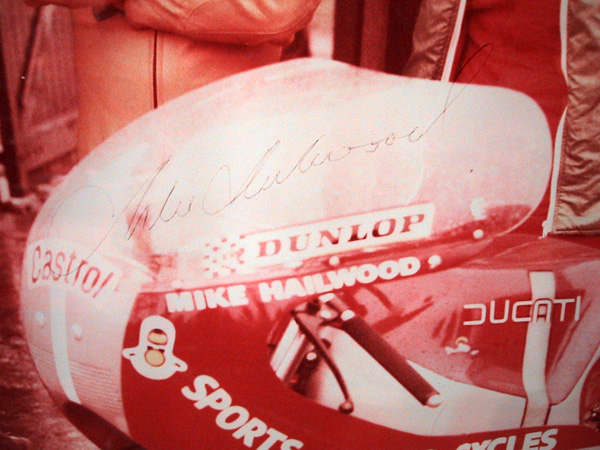 Mike Hailwood
Castrol
DUNLOP
MIKE HAILWOOD
DUCATI
SPORTS
CYCLES